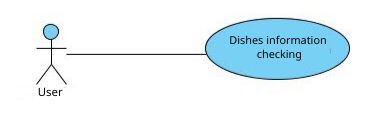 Dishes information
checking
User